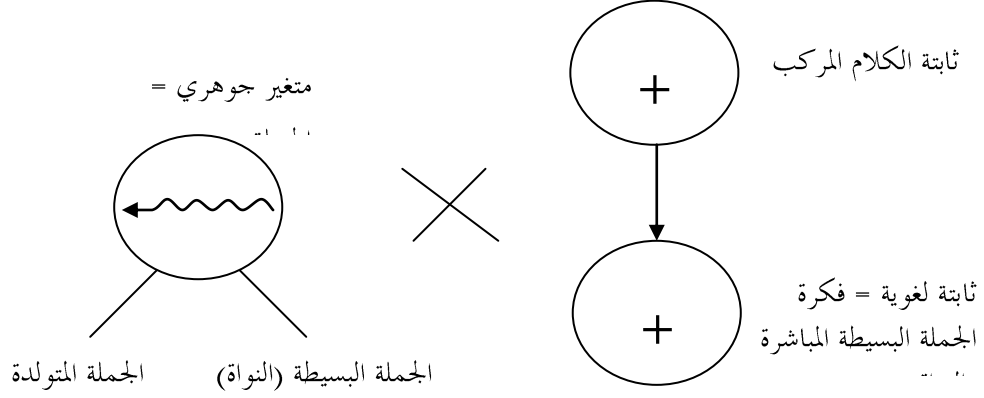 ثابتة الكلام المركب
متغير جوهري =
ثابتة لغوية = فكرة
الجملة البسيطة المباشرة
الجملة البسيطة (النواة)
الجملة المتولدة